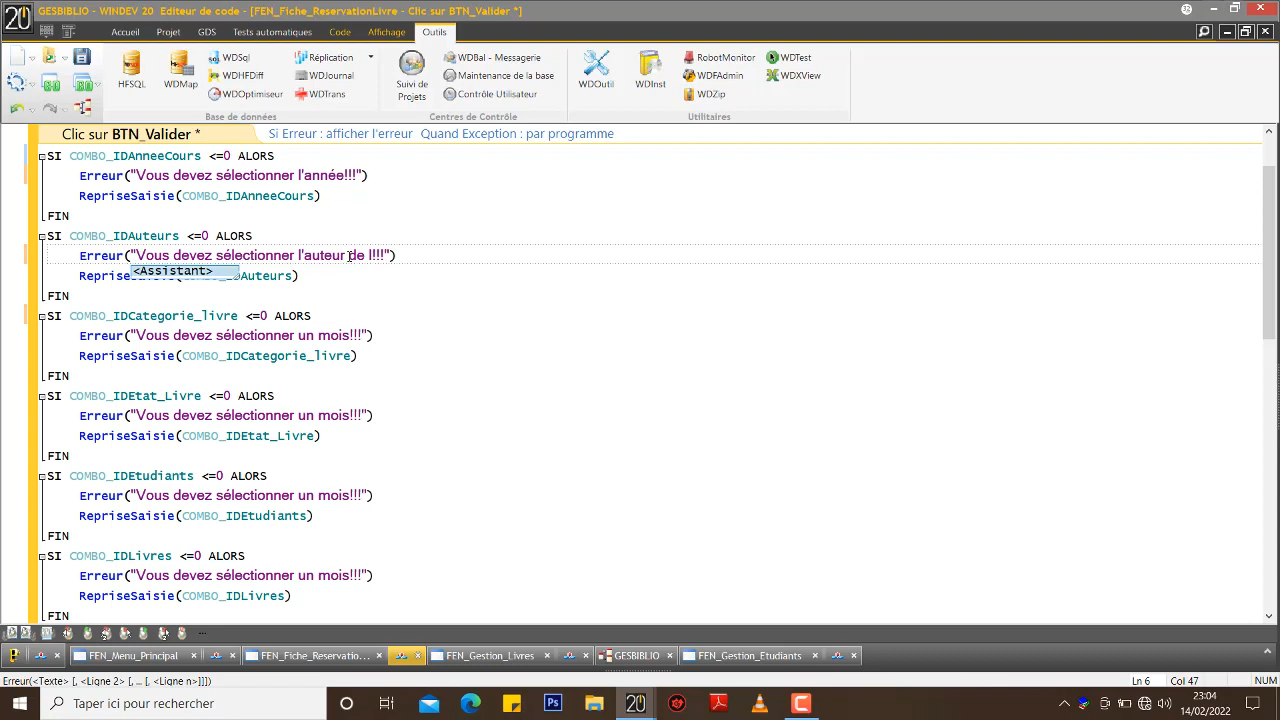 20 GESBIBLIO - WINDEV 20 Editeur de code - [FEN_Fiche_ReservationLivre - Clic sur BTN_Valider *] 32
Accueil Projet GDS Tests automatiques Code Affichage Outils
WDSql Réplication WDBal - Messagerie RobotMonitor WDTest
WDHFDiff WDJournal Maintenance de la base WDFAdmin WDXView
HFSQL WDMap Suivi de Projets WDOutil WDInst
WDOptimiseur WDTrans Contrôle Utilisateur WDZip
Base de données Centres de Contrôle Utilitaires
Clic sur BTN_Valider * Si Erreur : afficher l'erreur Quand Exception : par programme
SI COMBO_IDAnneeCours <=0 ALORS
Erreur("Vous devez sélectionner l'année!!!")
RepriseSaisie(COMBO_IDAnneeCours)
FIN
SI COMBO_IDAuteurs <=0 ALORS
Erreur("Vous devez sélectionner l'auteur de l!!!")
<Assistant>
FIN
SI COMBO_IDCategorie_livre <=0 ALORS
Erreur("Vous devez sélectionner un mois!!!")
RepriseSaisie(COMBO_IDCategorie_livre)
FIN
SI COMBO_IDEtat_Livre <=0 ALORS
Erreur("Vous devez sélectionner un mois!!!")
RepriseSaisie(COMBO_IDEtat_Livre)
FIN
SI COMBO_IDEtudiants <=0 ALORS
Erreur("Vous devez sélectionner un mois!!!")
RepriseSaisie(COMBO_IDEtudiants)
FIN
SI COMBO_IDLivres <=0 ALORS
Erreur("Vous devez sélectionner un mois!!!")
RepriseSaisie(COMBO_IDLivres)
FIN
FEN_Menu_Principal FEN_Fiche_Reservatio... FEN_Gestion_Livres GESBIBLIO FEN_Gestion_Etudiants
Erreur(<Texte> [, <Ligne 2> [, ... [, <Ligne n>]]]) Ln 6 Col 47 NUM
Taper ici pour rechercher Ps 20 23:04
14/02/2022